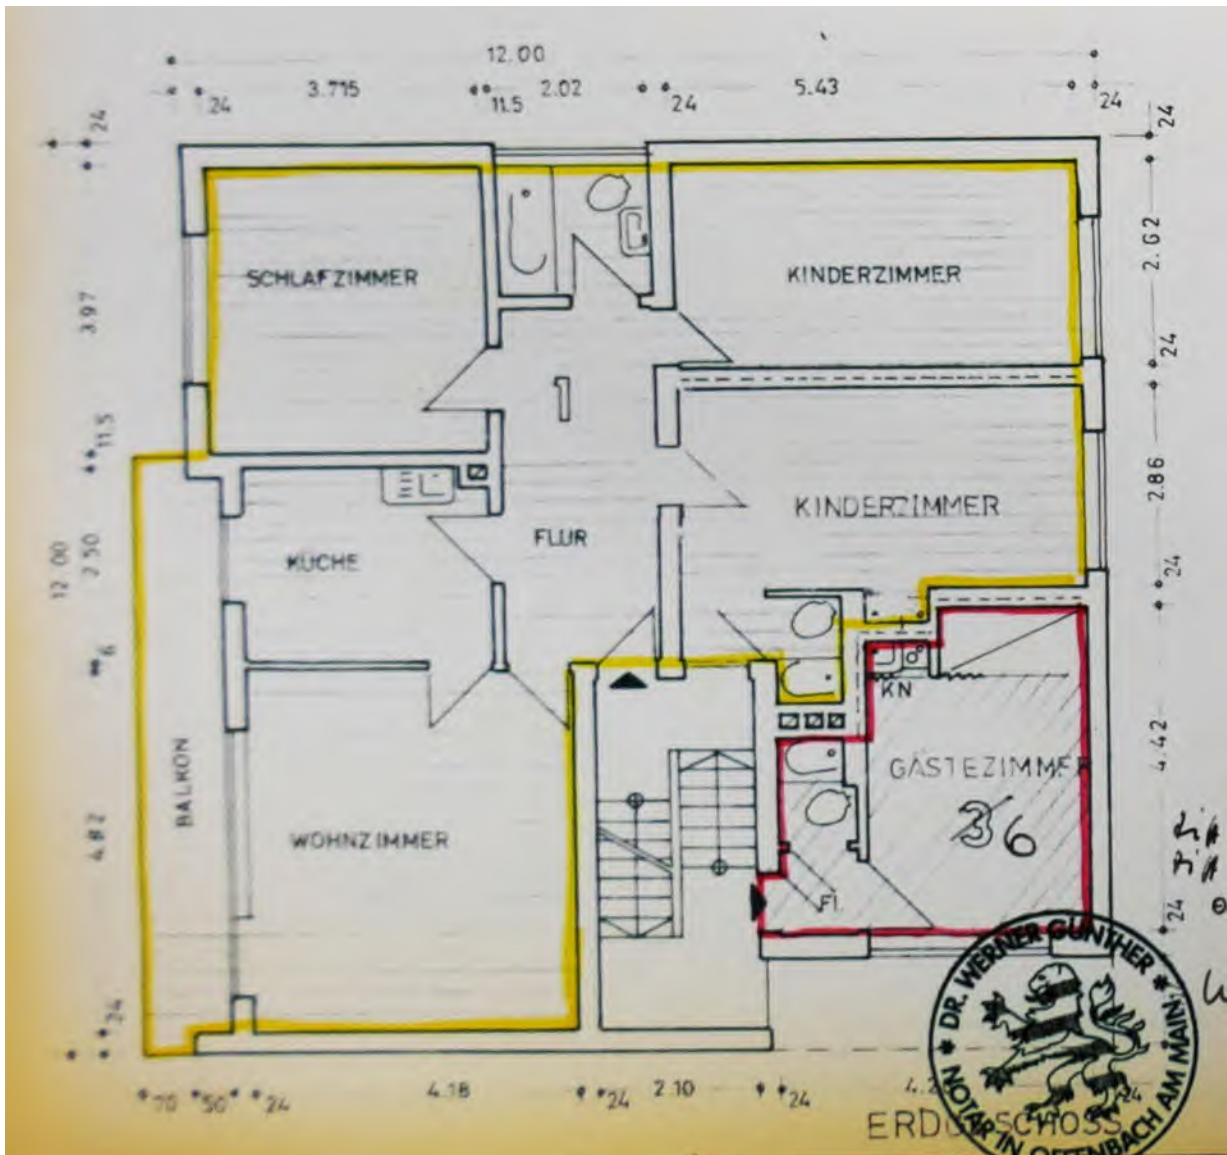 12.00
24 3.715 11.5 2.02 24 5.43 24
24
24
SCHLAFZIMMER
KINDERZIMMER
2.62
3.97
24
11.5
KINDERZIMMER
2.86
1
FLUR
KÜCHE
12.00
2.50
24
6
KN
GÄSTEZIMMER
4.42
36
BALKON
WOHNZIMMER
4.82
FL
24
24
DR. WERNER GÜNTHER
NOTAR IN OFFENBACH AM MAIN
70 50 24 4.18 24 2.10 24 24
ERDGESCHOSS